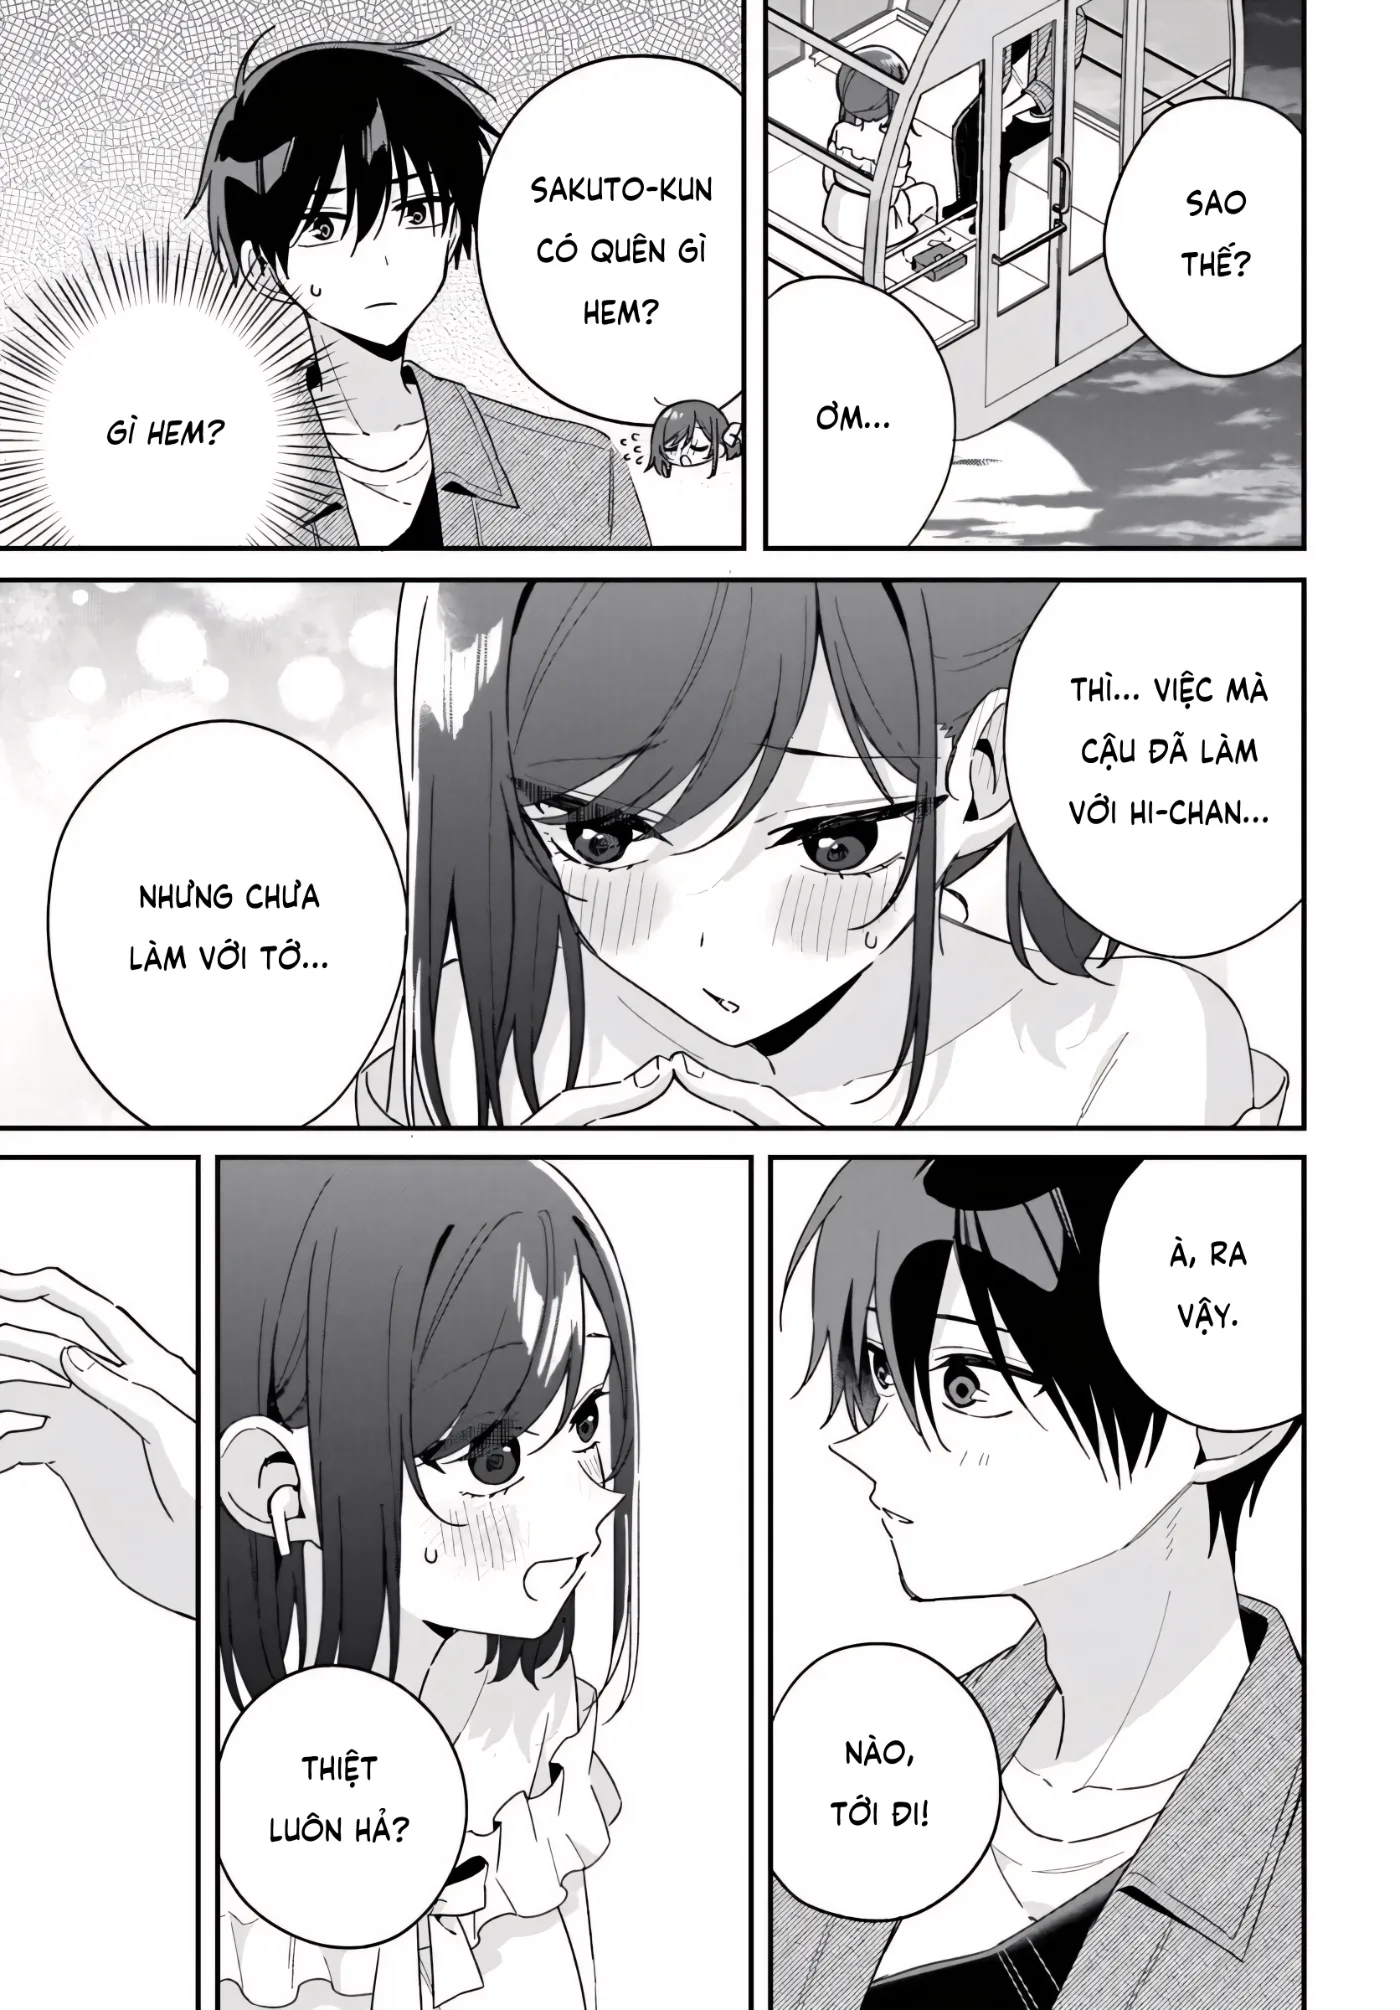 SAO
THẾ?
ƠM...
SAKUTO-KUN
CÓ QUÊN GÌ
HEM?
GÌ HEM?
THÌ... VIỆC MÀ
CẬU ĐÃ LÀM
VỚI HI-CHAN...
NHƯNG CHƯA
LÀM VỚI TỚ...
À, RA
VẬY.
NÀO,
TỚI ĐI!
THIỆT
LUÔN HẢ?